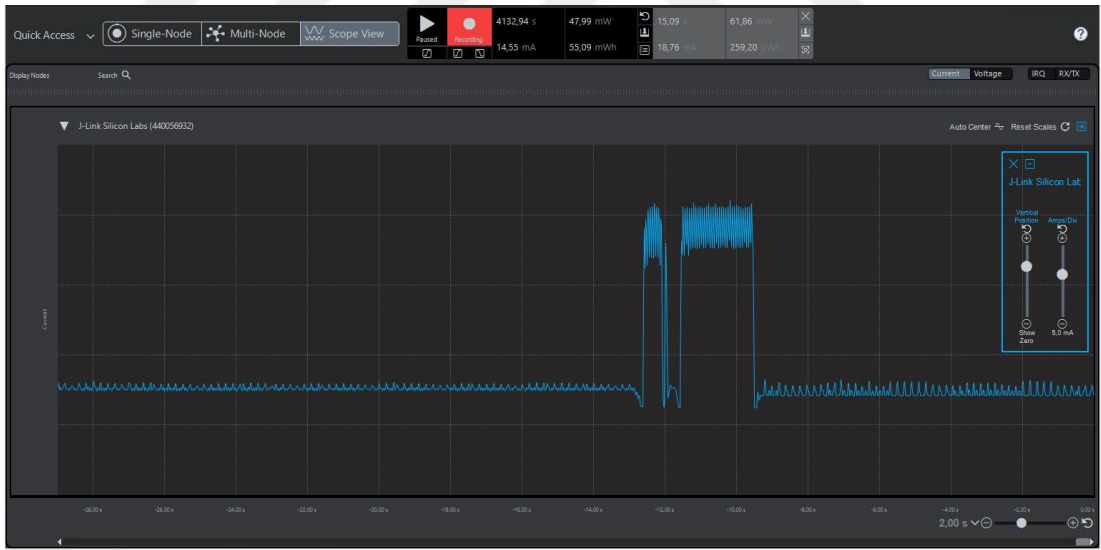 Quick Access
Single-Node
Multi-Node
Scope View
Paused
Recording
4132,94 s
47,99 mW
14,55 mA
55,09 mWh
15,09 s
61,86 mW
18,76 mA
259,20 µWh
Display Nodes
Search
Current
Voltage
IRQ
RX/TX
J-Link Silicon Labs (440056932)
Auto Center
Reset Scales
J-Link Silicon Lab
Vertical Position
Amps/Div
Show Zero
5,0 mA
Current
-28,00 s
-26,00 s
-24,00 s
-22,00 s
-20,00 s
-18,00 s
-16,00 s
-14,00 s
-12,00 s
-10,00 s
-8,00 s
-6,00 s
-4,00 s
-2,00 s
0,00 s
2,00 s